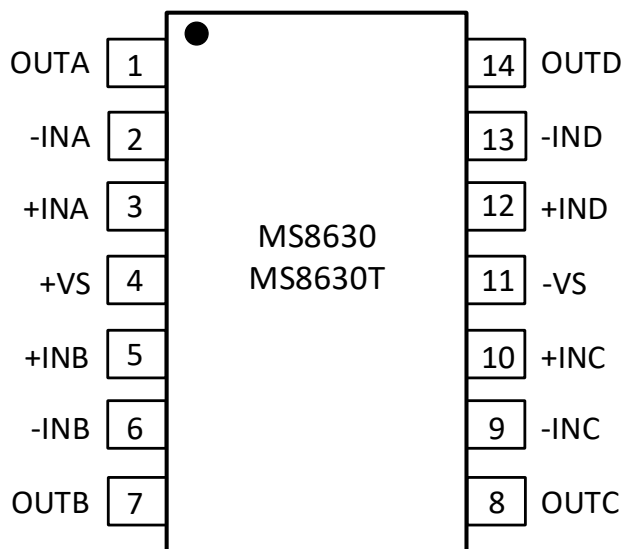 OUTA 1 14 OUTD
-INA 2 13 -IND
+INA 3 12 +IND
MS8630
MS8630T
+VS 4 11 -VS
+INB 5 10 +INC
-INB 6 9 -INC
OUTB 7 8 OUTC